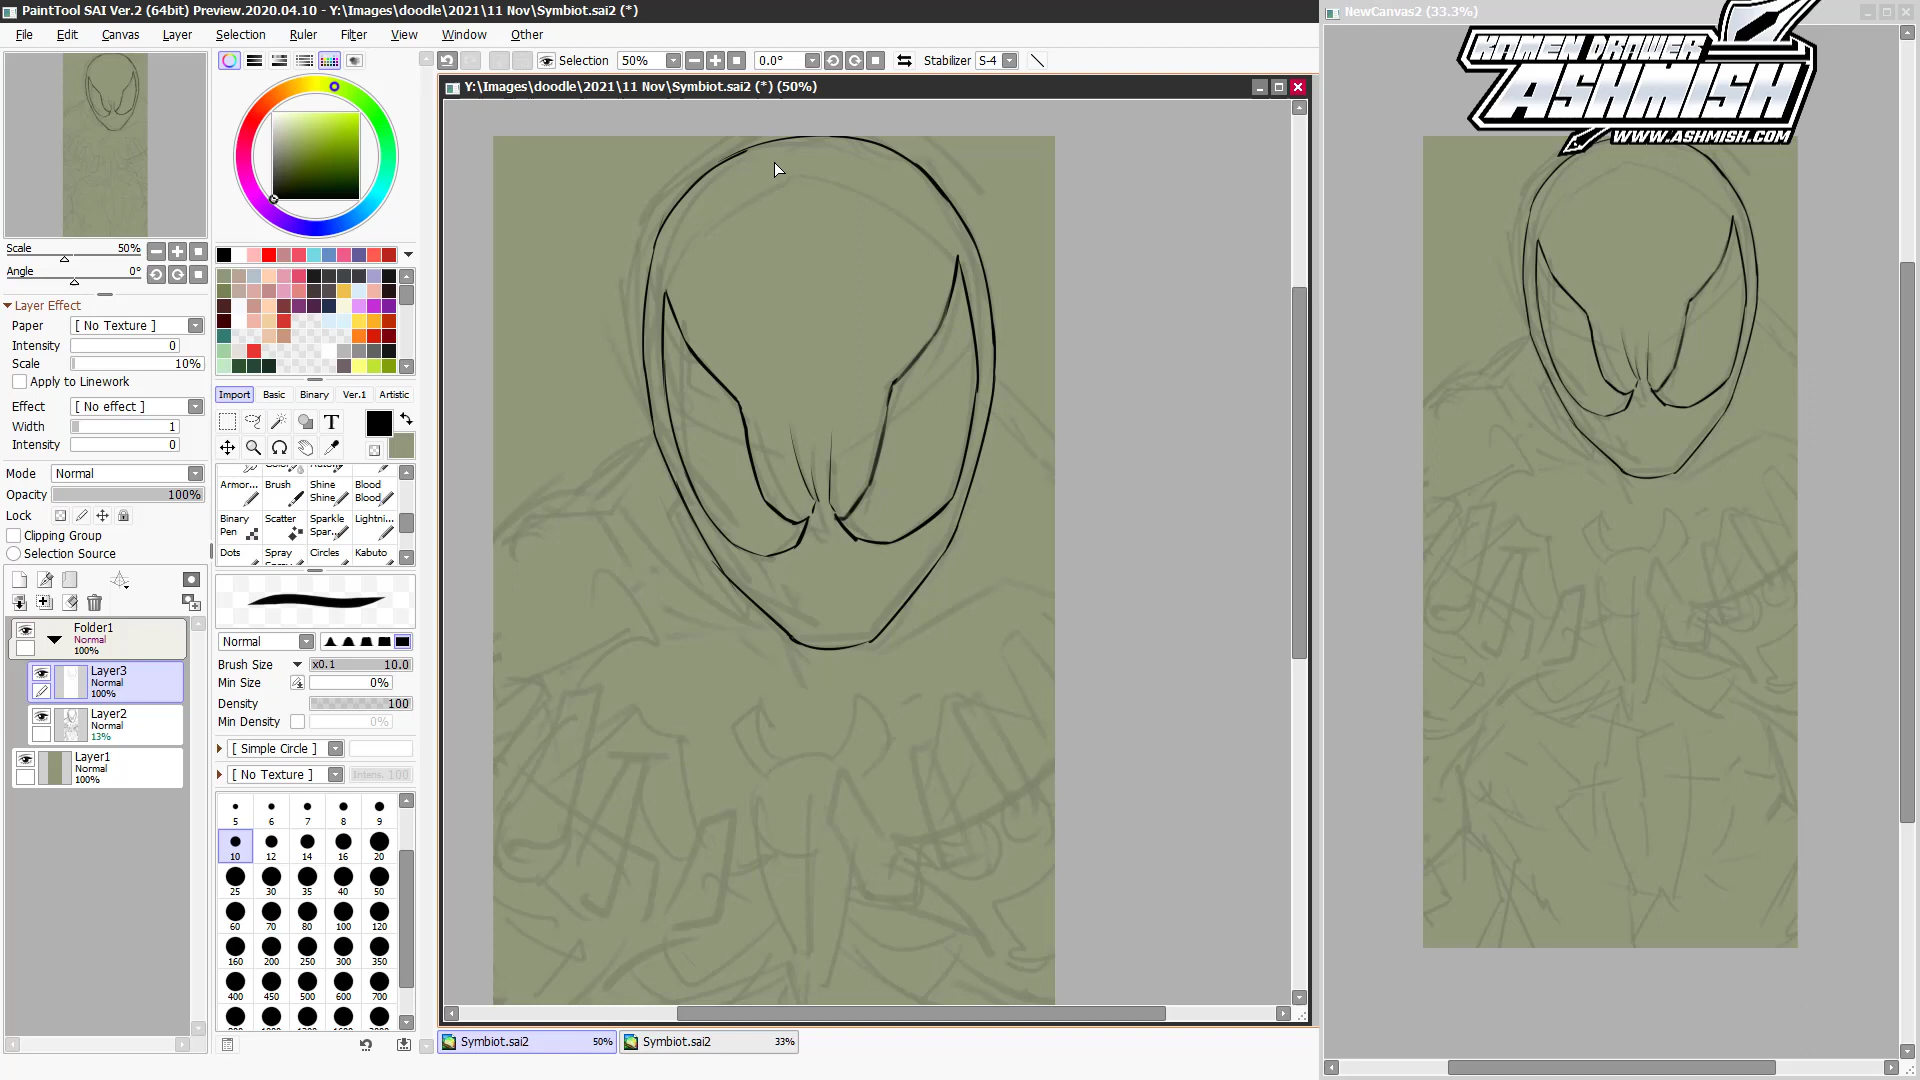 PaintTool SAI Ver.2 (64bit) Preview.2020.04.10 - Y:\Images\doodle\2021\11 Nov\Symbiot.sai2 (*)
NewCanvas2 (33.3%)
KAMEN DRAWER
ASHMISH
WWW.ASHMISH.COM
File Edit Canvas Layer Selection Ruler Filter View Window Other
Selection 50% 0.0° Stabilizer S-4
Y:\Images\doodle\2021\11 Nov\Symbiot.sai2 (*) (50%)
Scale 50%
Angle 0°
Layer Effect
Paper [ No Texture ]
Intensity 0
Scale 10%
Apply to Linework
Effect [ No effect ]
Width 1
Intensity 0
Mode Normal
Opacity 100%
Lock
Clipping Group
Selection Source
Folder1
Normal
100%
Layer3
Normal
100%
Layer2
Normal
13%
Layer1
Normal
100%
Import Basic Binary Ver.1 Artistic
T
Armor... Brush Shine Blood
Shine Blood
Binary Scatter Sparkle Lightni...
Pen Spar...
Dots Spray Circles Kabuto
Normal
Brush Size x0.1 10.0
Min Size 0%
Density 100
Min Density 0%
[ Simple Circle ]
[ No Texture ] Intens. 100
5 6 7 8 9
10 12 14 16 20
25 30 35 40 50
60 70 80 100 120
160 200 250 300 350
400 450 500 600 700
Symbiot.sai2 50% Symbiot.sai2 33%